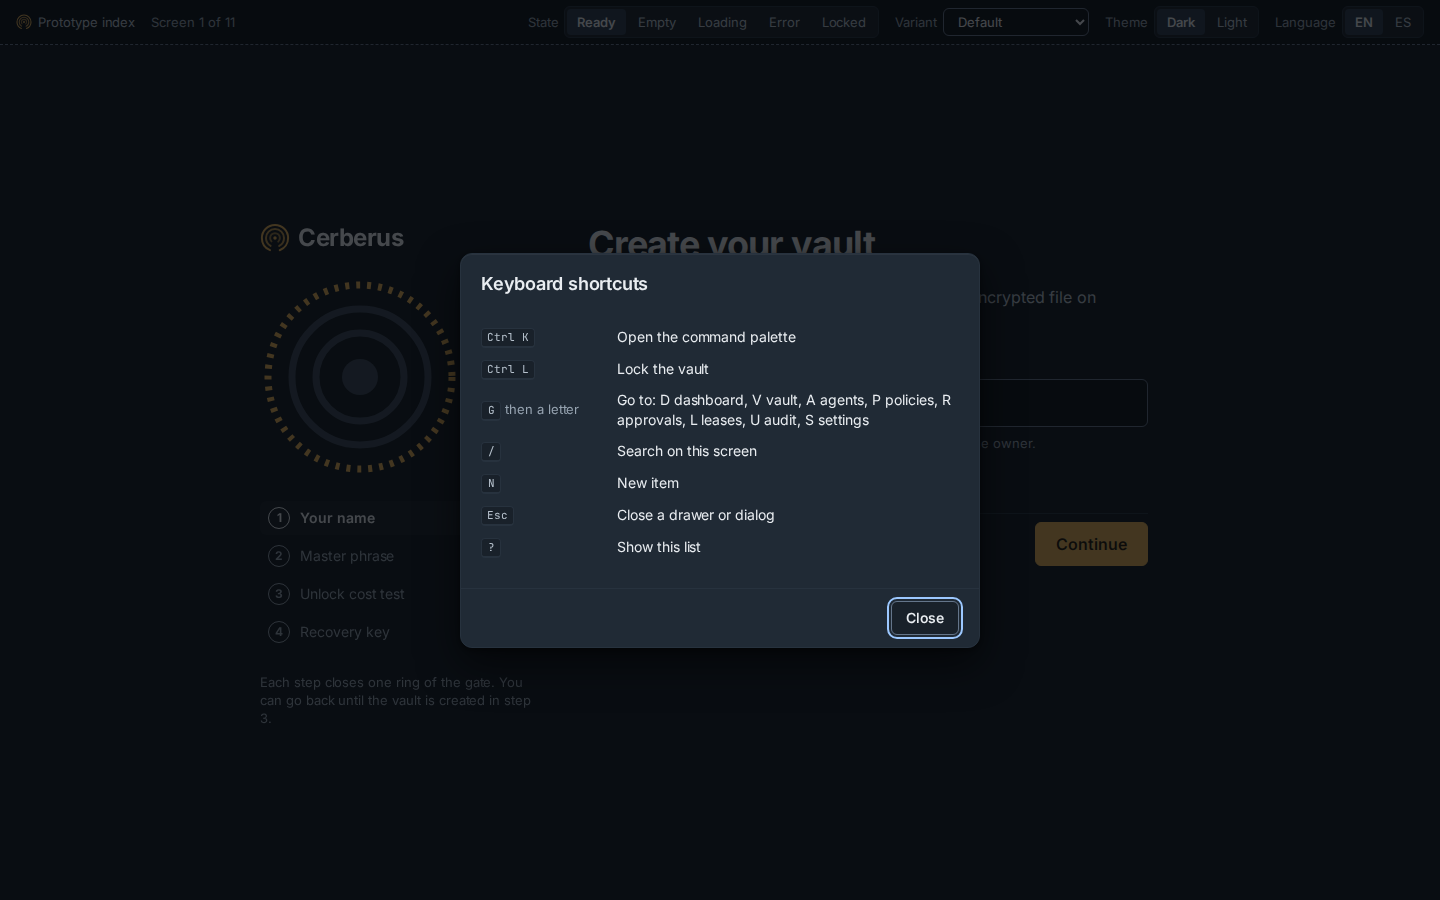 Prototype index
Screen 1 of 11
State
Ready
Empty
Loading
Error
Locked
Variant
Default
Theme
Dark
Light
Language
EN
ES
Cerberus
1 Your name
2 Master phrase
3 Unlock cost test
4 Recovery key
Each step closes one ring of the gate. You
can go back until the vault is created in step
3.
Create your vault
file on
owner.
Continue
Keyboard shortcuts
Ctrl K Open the command palette
Ctrl L Lock the vault
G then a letter Go to: D dashboard, V vault, A agents, P policies, R
approvals, L leases, U audit, S settings
/ Search on this screen
N New item
Esc Close a drawer or dialog
? Show this list
Close